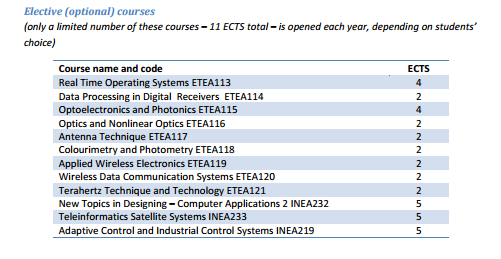 Elective (optional) courses
(only a limited number of these courses – 11 ECTS total – is opened each year, depending on students'
choice)
Course name and code ECTS
Real Time Operating Systems ETEA113 4
Data Processing in Digital Receivers ETEA114 2
Optoelectronics and Photonics ETEA115 4
Optics and Nonlinear Optics ETEA116 2
Antenna Technique ETEA117 2
Colourimetry and Photometry ETEA118 2
Applied Wireless Electronics ETEA119 2
Wireless Data Communication Systems ETEA120 2
Terahertz Technique and Technology ETEA121 2
New Topics in Designing – Computer Applications 2 INEA232 5
Teleinformatics Satellite Systems INEA233 5
Adaptive Control and Industrial Control Systems INEA219 5